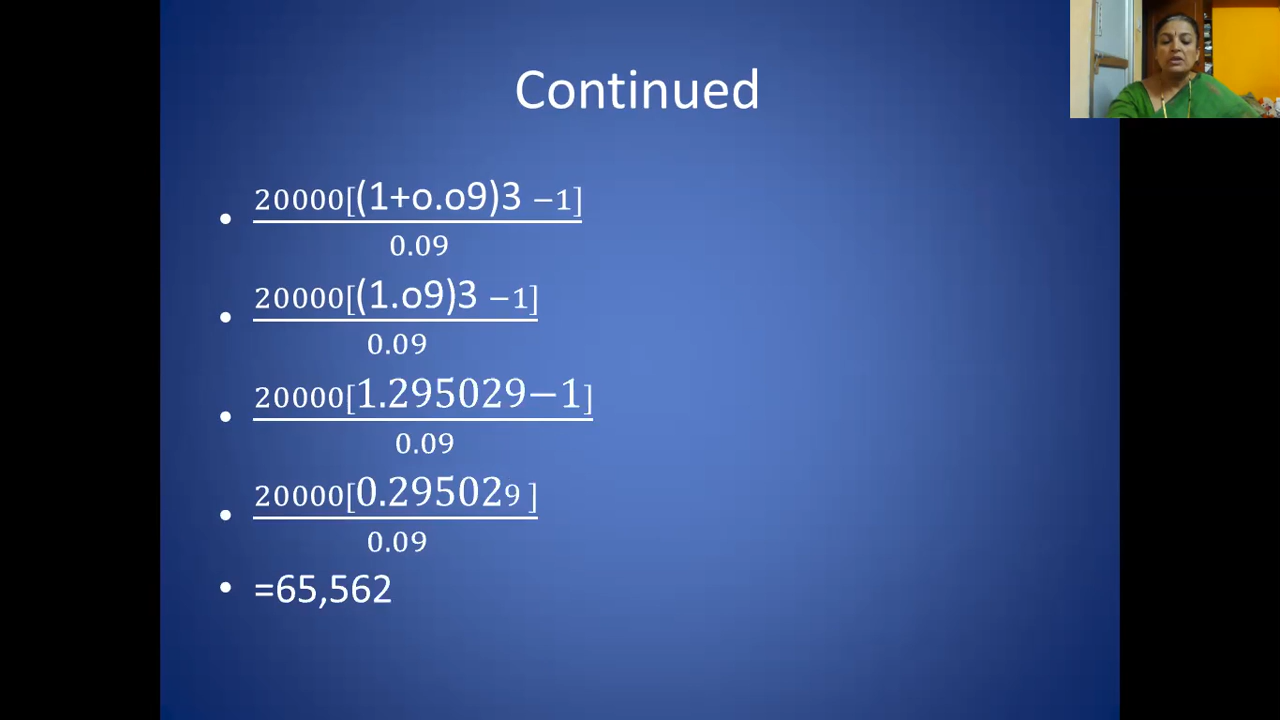 Continued
• 20000[(1+o.o9)3 −1]
0.09
• 20000[(1.o9)3 −1]
0.09
• 20000[1.295029−1]
0.09
• 20000[0.295029 ]
0.09
• =65,562